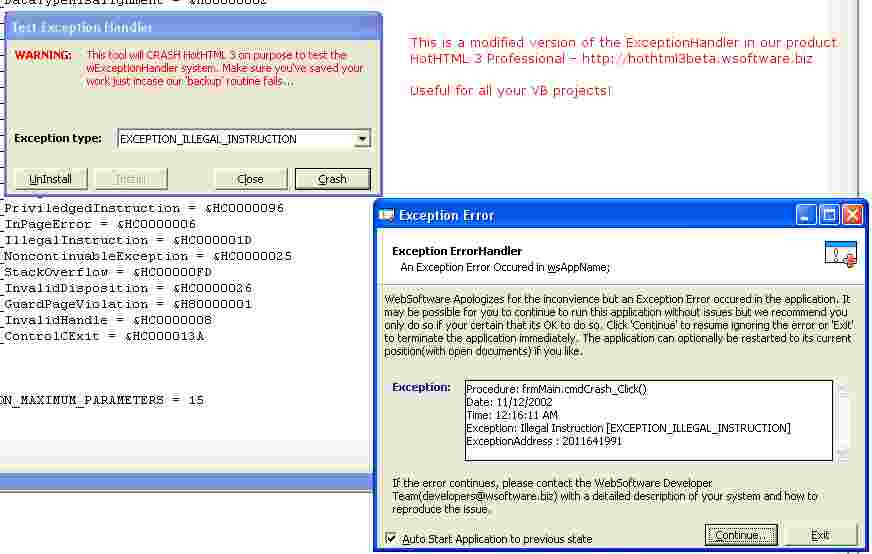 DataTypeMisalignment = &H80000002
Test Exception Handler
WARNING: This tool will CRASH HotHTML 3 on purpose to test the
wExceptionHandler system. Make sure you've saved your
work just incase our 'backup' routine fails...
Exception type: EXCEPTION_ILLEGAL_INSTRUCTION
UnInstall Install Close Crash
This is a modified version of the ExceptionHandler in our product
HotHTML 3 Professional - http://hothtml3beta.wsoftware.biz
Useful for all your VB projects!
PriviledgedInstruction = &HC0000096
InPageError = &HC0000006
IllegalInstruction = &HC000001D
NoncontinuableException = &HC0000025
StackOverflow = &HC00000FD
InvalidDisposition = &HC0000026
GuardPageViolation = &H80000001
InvalidHandle = &HC0000008
ControlCExit = &HC000013A
ON_MAXIMUM_PARAMETERS = 15
Exception Error
Exception ErrorHandler
An Exception Error Occured in wsAppName;
WebSoftware Apologizes for the inconvience but an Exception Error occured in the application. It
may be possible for you to continue to run this application without issues but we recommend you
only do so if your certain that its OK to do so. Click 'Continue' to resume ignoring the error or 'Exit'
to terminate the application immediately. The application can optionally be restarted to its current
position(with open documents) if you like.
Exception: Procedure: frmMain.cmdCrash_Click()
Date: 11/12/2002
Time: 12:16:11 AM
Exception: Illegal Instruction [EXCEPTION_ILLEGAL_INSTRUCTION]
ExceptionAddress : 2011641991
If the error continues, please contact the WebSoftware Developer
Team(developers@wsoftware.biz) with a detailed description of your system and how to
reproduce the issue.
Auto Start Application to previous state Continue.. Exit